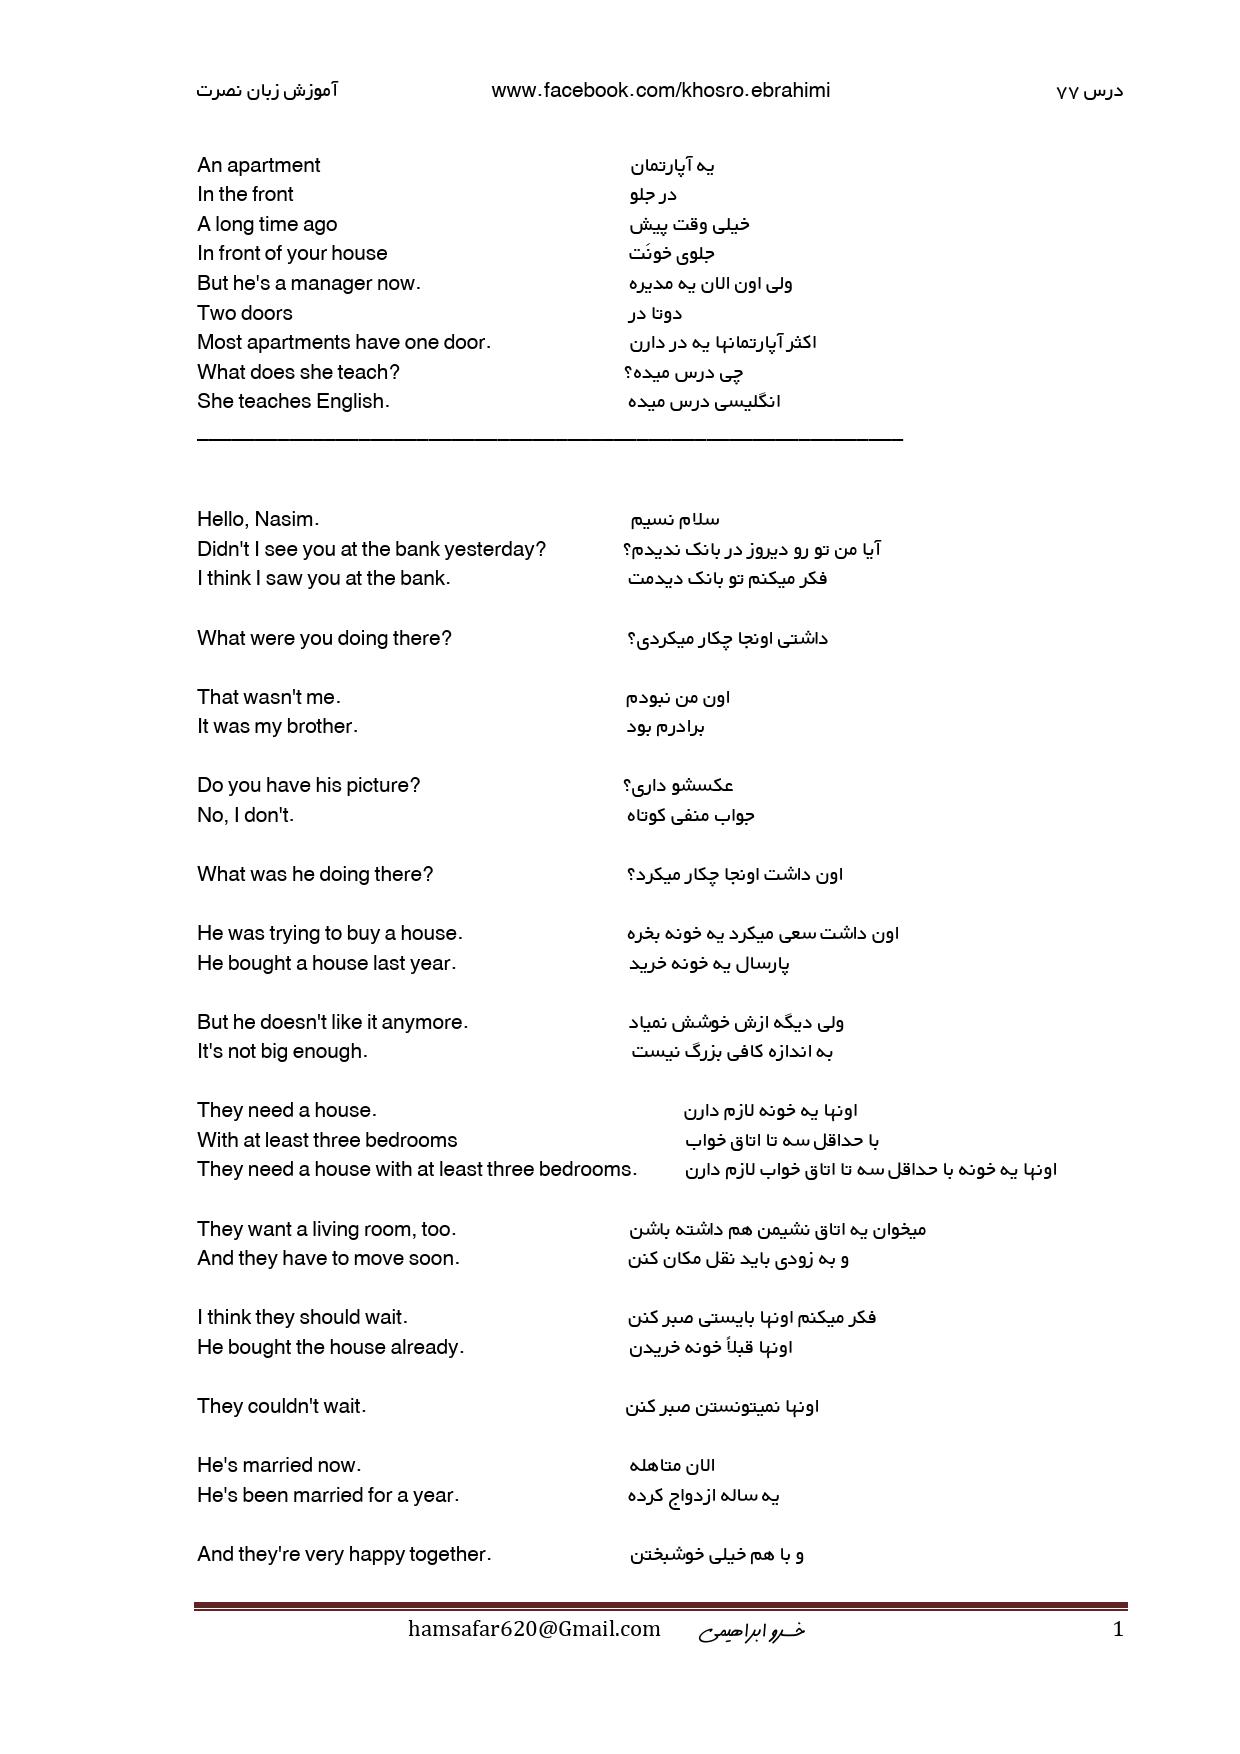 آموزش زبان نصرت www.facebook.com/khosro.ebrahimi درس ۷۷
An apartment یه آپارتمان
In the front در جلو
A long time ago خیلی وقت پیش
In front of your house جلوی خونَت
But he's a manager now. ولی اون الان یه مدیره
Two doors دوتا در
Most apartments have one door. اکثر آپارتمانها یه در دارن
What does she teach? چی درس میده؟
She teaches English. انگلیسی درس میده
Hello, Nasim. سلام نسیم
Didn't I see you at the bank yesterday? آیا من تو رو دیروز در بانک ندیدم؟
I think I saw you at the bank. فکر میکنم تو بانک دیدمت
What were you doing there? داشتی اونجا چکار میکردی؟
That wasn't me. اون من نبودم
It was my brother. برادرم بود
Do you have his picture? عکسشو داری؟
No, I don't. جواب منفی کوتاه
What was he doing there? اون داشت اونجا چکار میکرد؟
He was trying to buy a house. اون داشت سعی میکرد یه خونه بخره
He bought a house last year. پارسال یه خونه خرید
But he doesn't like it anymore. ولی دیگه ازش خوشش نمیاد
It's not big enough. به اندازه کافی بزرگ نیست
They need a house. اونها یه خونه لازم دارن
With at least three bedrooms با حداقل سه تا اتاق خواب
They need a house with at least three bedrooms. اونها یه خونه با حداقل سه تا اتاق خواب لازم دارن
They want a living room, too. میخوان یه اتاق نشیمن هم داشته باشن
And they have to move soon. و به زودی باید نقل مکان کنن
I think they should wait. فکر میکنم اونها بایستی صبر کنن
He bought the house already. اونها قبلاً خونه خریدن
They couldn't wait. اونها نمیتونستن صبر کنن
He's married now. الان متاهله
He's been married for a year. یه ساله ازدواج کرده
And they're very happy together. و با هم خیلی خوشبختن
hamsafar620@Gmail.com خسرو ابراهیمی 1